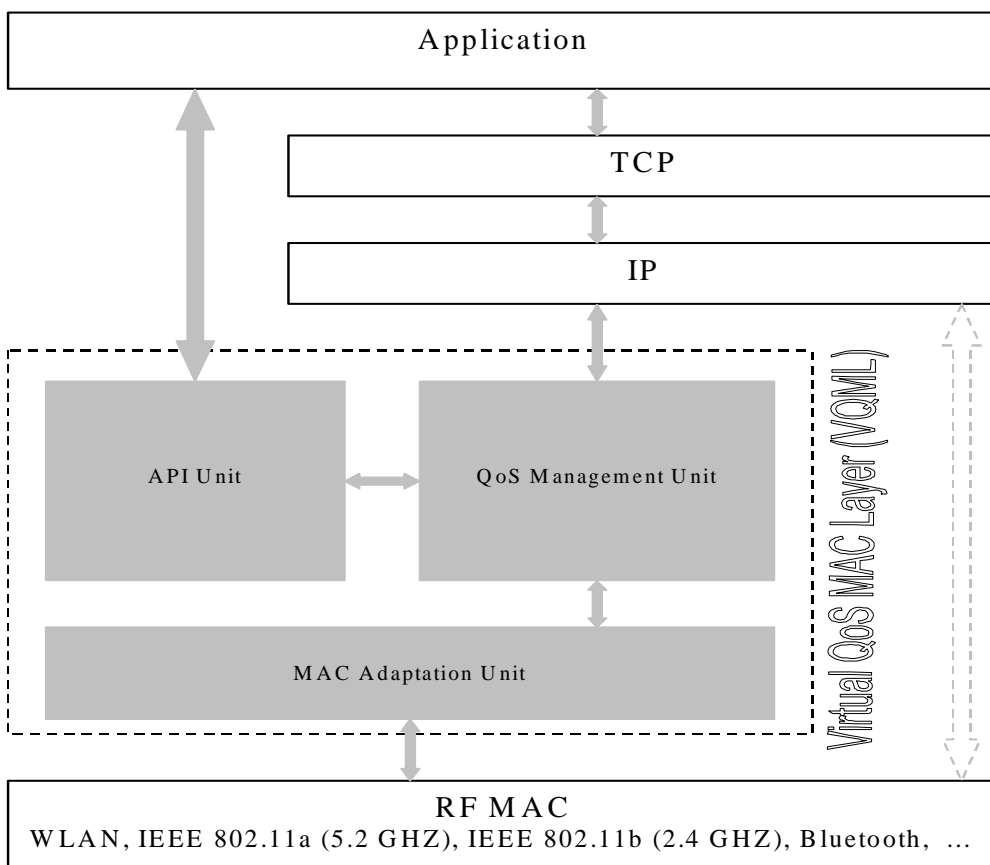 Application
TCP
IP
API Unit
QoS Management Unit
Virtual QoS MAC Layer (VQML)
MAC Adaptation Unit
RF MAC
WLAN, IEEE 802.11a (5.2 GHZ), IEEE 802.11b (2.4 GHZ), Bluetooth, ...